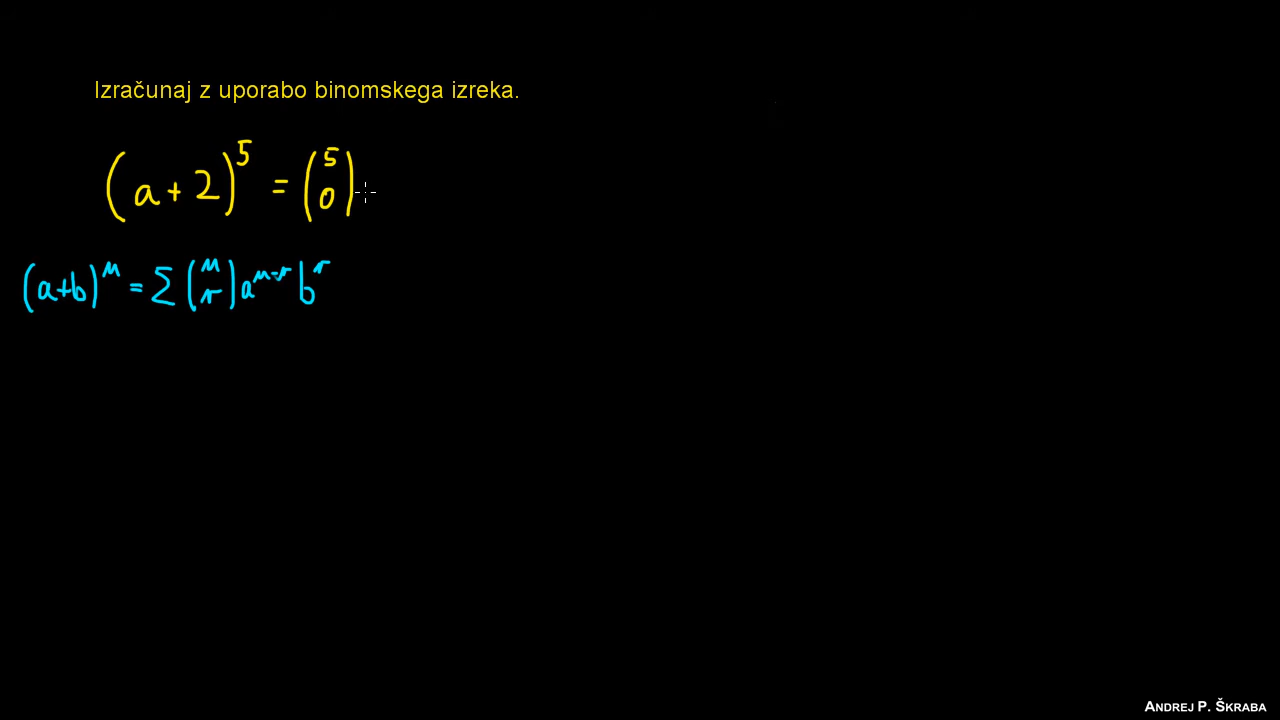 Izračunaj z uporabo binomskega izreka.
(a + 2)^5 = (5 0)
(a+b)^n = Σ (n r) a^{n-r} b^r
ANDREJ P. ŠKRABA